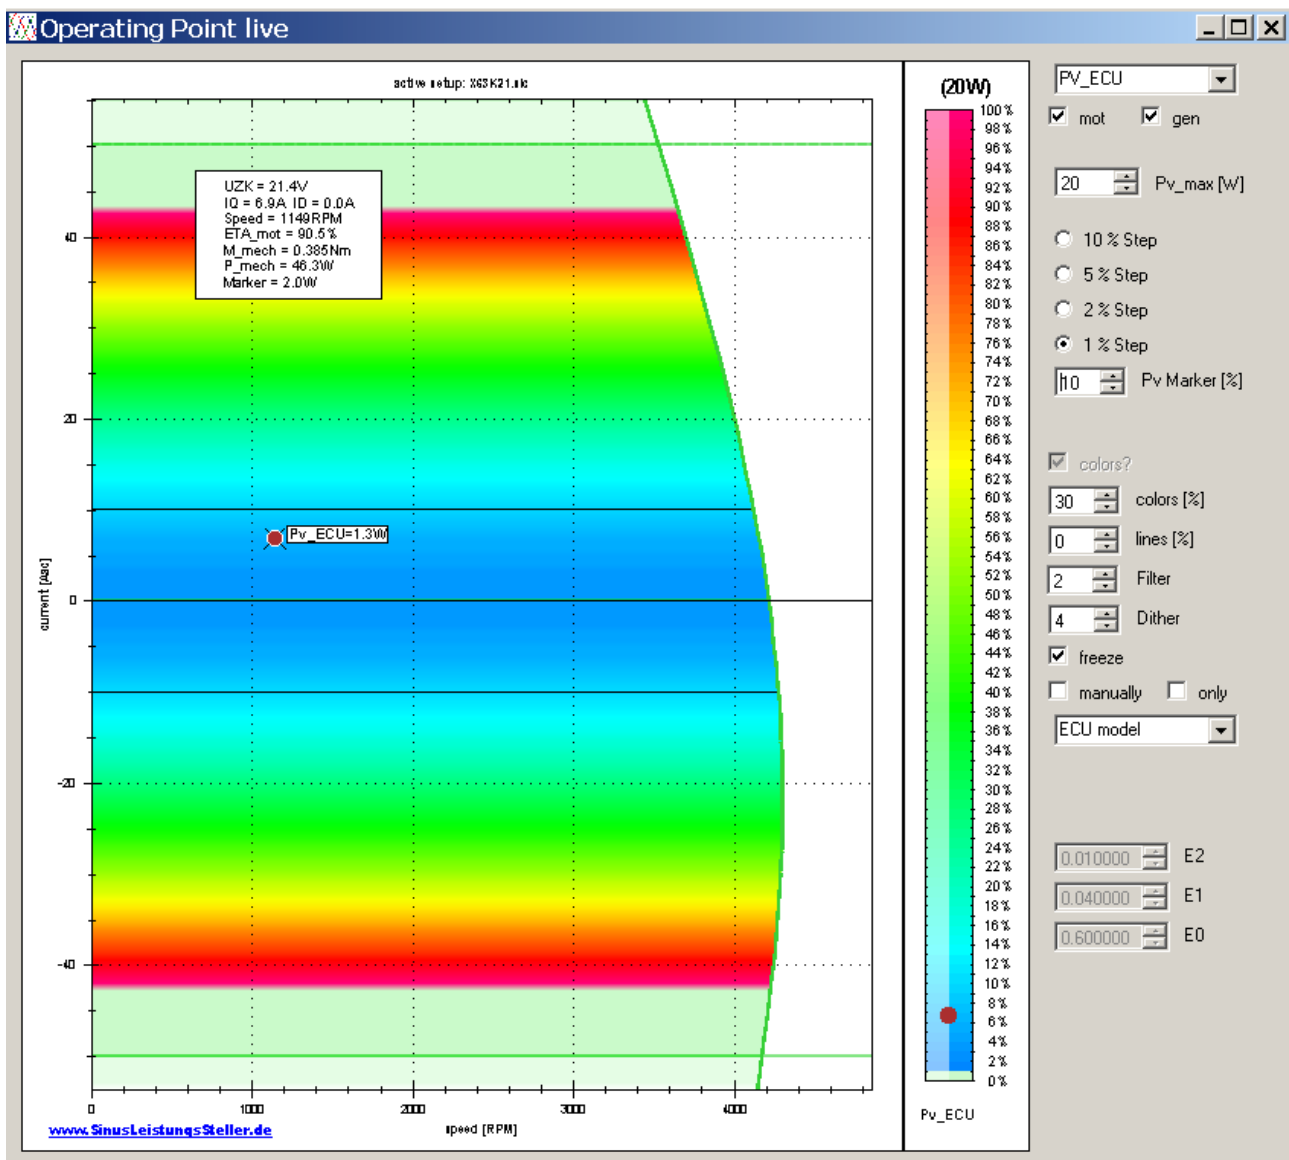 Operating Point live
active setup: X63K21.slc
UZK = 21.4V
IQ = 6.9A ID = 0.0A
Speed = 1149RPM
ETA_mot = 90.5%
M_mech = 0.385Nm
P_mech = 46.3W
Marker = 2.0W
40
20
0
-20
-40
current [Aac]
Pv_ECU=1.3W
0
1000
2000
3000
4000
speed [RPM]
www.SinusLeistungsSteller.de
(20W)
100%
98%
96%
94%
92%
90%
88%
86%
84%
82%
80%
78%
76%
74%
72%
70%
68%
66%
64%
62%
60%
58%
56%
54%
52%
50%
48%
46%
44%
42%
40%
38%
36%
34%
32%
30%
28%
26%
24%
22%
20%
18%
16%
14%
12%
10%
8%
6%
4%
2%
0%
Pv_ECU
PV_ECU
mot gen
20 Pv_max [W]
10 % Step
5 % Step
2 % Step
1 % Step
10 Pv Marker [%]
colors?
30 colors [%]
0 lines [%]
2 Filter
4 Dither
freeze
manually only
ECU model
0.010000 E2
0.040000 E1
0.600000 E0